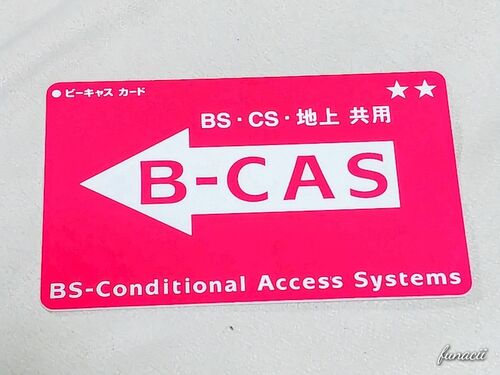 ●ビーキャス カード
★★
BS・CS・地上 共用
B-CAS
BS-Conditional Access Systems
funacii